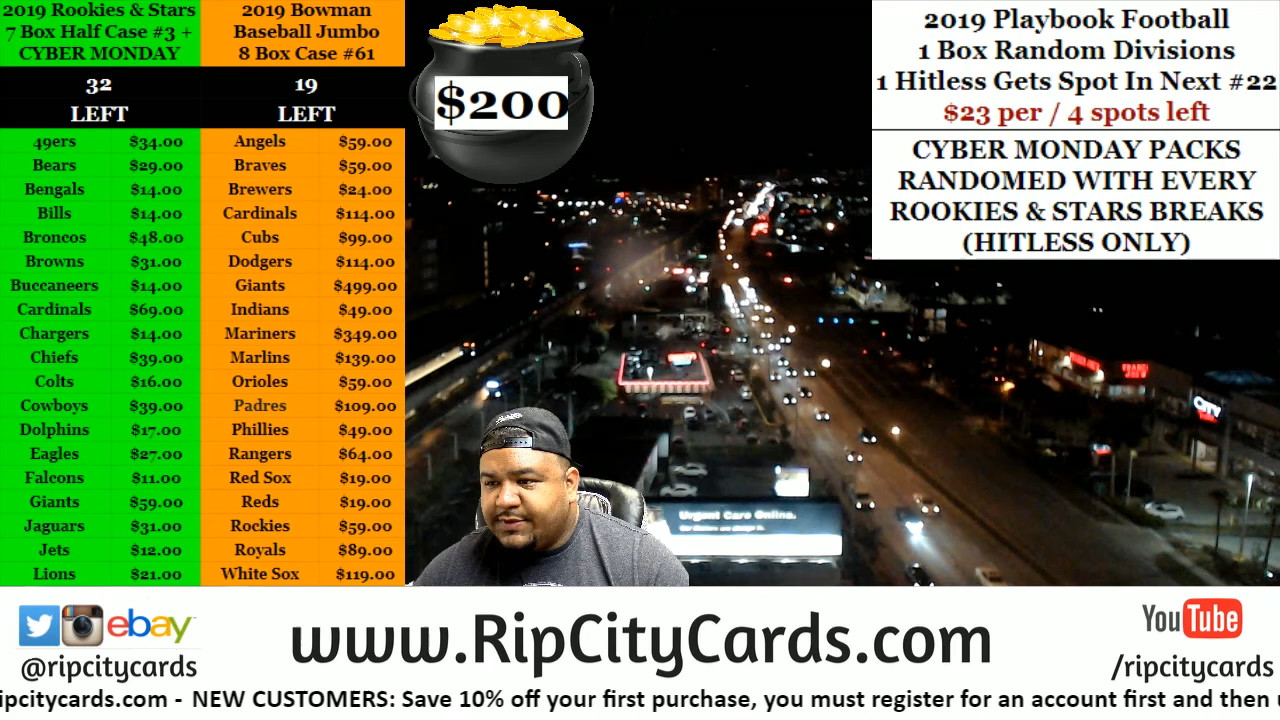 2019 Rookies & Stars
7 Box Half Case #3 +
CYBER MONDAY
32
LEFT
49ers $34.00
Bears $29.00
Bengals $14.00
Bills $14.00
Broncos $48.00
Browns $31.00
Buccaneers $14.00
Cardinals $69.00
Chargers $14.00
Chiefs $39.00
Colts $16.00
Cowboys $39.00
Dolphins $17.00
Eagles $27.00
Falcons $11.00
Giants $59.00
Jaguars $31.00
Jets $12.00
Lions $21.00
2019 Bowman
Baseball Jumbo
8 Box Case #61
19
LEFT
Angels $59.00
Braves $59.00
Brewers $24.00
Cardinals $114.00
Cubs $99.00
Dodgers $114.00
Giants $499.00
Indians $49.00
Mariners $349.00
Marlins $139.00
Orioles $59.00
Padres $109.00
Phillies $49.00
Rangers $64.00
Red Sox $19.00
Reds $19.00
Rockies $59.00
Royals $89.00
White Sox $119.00
$200
2019 Playbook Football
1 Box Random Divisions
1 Hitless Gets Spot In Next #22
$23 per / 4 spots left
CYBER MONDAY PACKS
RANDOMED WITH EVERY
ROOKIES & STARS BREAKS
(HITLESS ONLY)
Urgent Care Online.
ebay
@ripcitycards
www.RipCityCards.com
YouTube
/ripcitycards
ipcitycards.com - NEW CUSTOMERS: Save 10% off your first purchase, you must register for an account first and then u